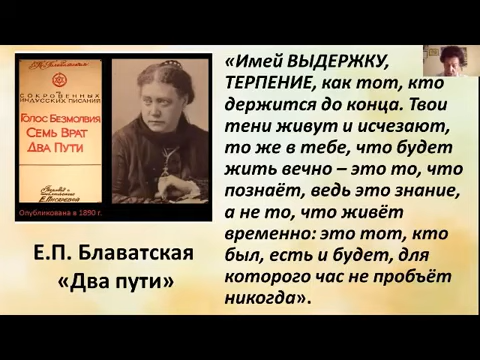 СОКРОВЕННЫХ
ИНДУССКИХ ПИСАНИЙ
ГОЛОС БЕЗМОЛВИЯ
СЕМЬ ВРАТ
ДВА ПУТИ
Опубликована в 1890 г.
Е.П. Блаватская
«Два пути»
«Имей ВЫДЕРЖКУ,
ТЕРПЕНИЕ, как тот, кто
держится до конца. Твои
тени живут и исчезают,
то же в тебе, что будет
жить вечно – это то, что
познаёт, ведь это знание,
а не то, что живёт
временно: это тот, кто
был, есть и будет, для
которого час не пробьёт
никогда».